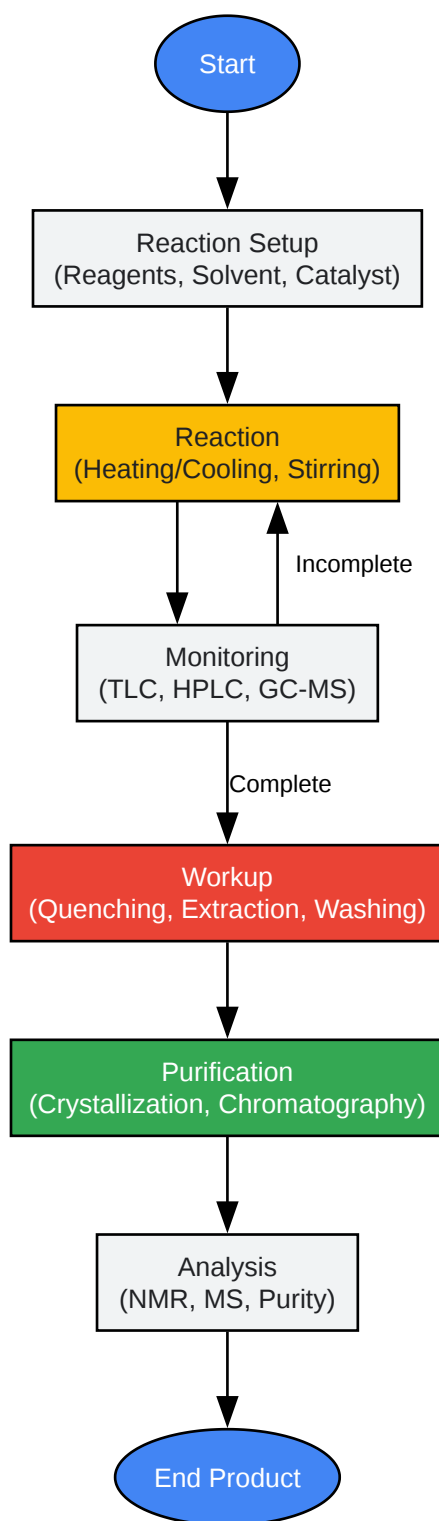 Start
Reaction Setup
(Reagents, Solvent, Catalyst)
Reaction
(Heating/Cooling, Stirring)
Incomplete
Monitoring
(TLC, HPLC, GC-MS)
Complete
Workup
(Quenching, Extraction, Washing)
Purification
(Crystallization, Chromatography)
Analysis
(NMR, MS, Purity)
End Product